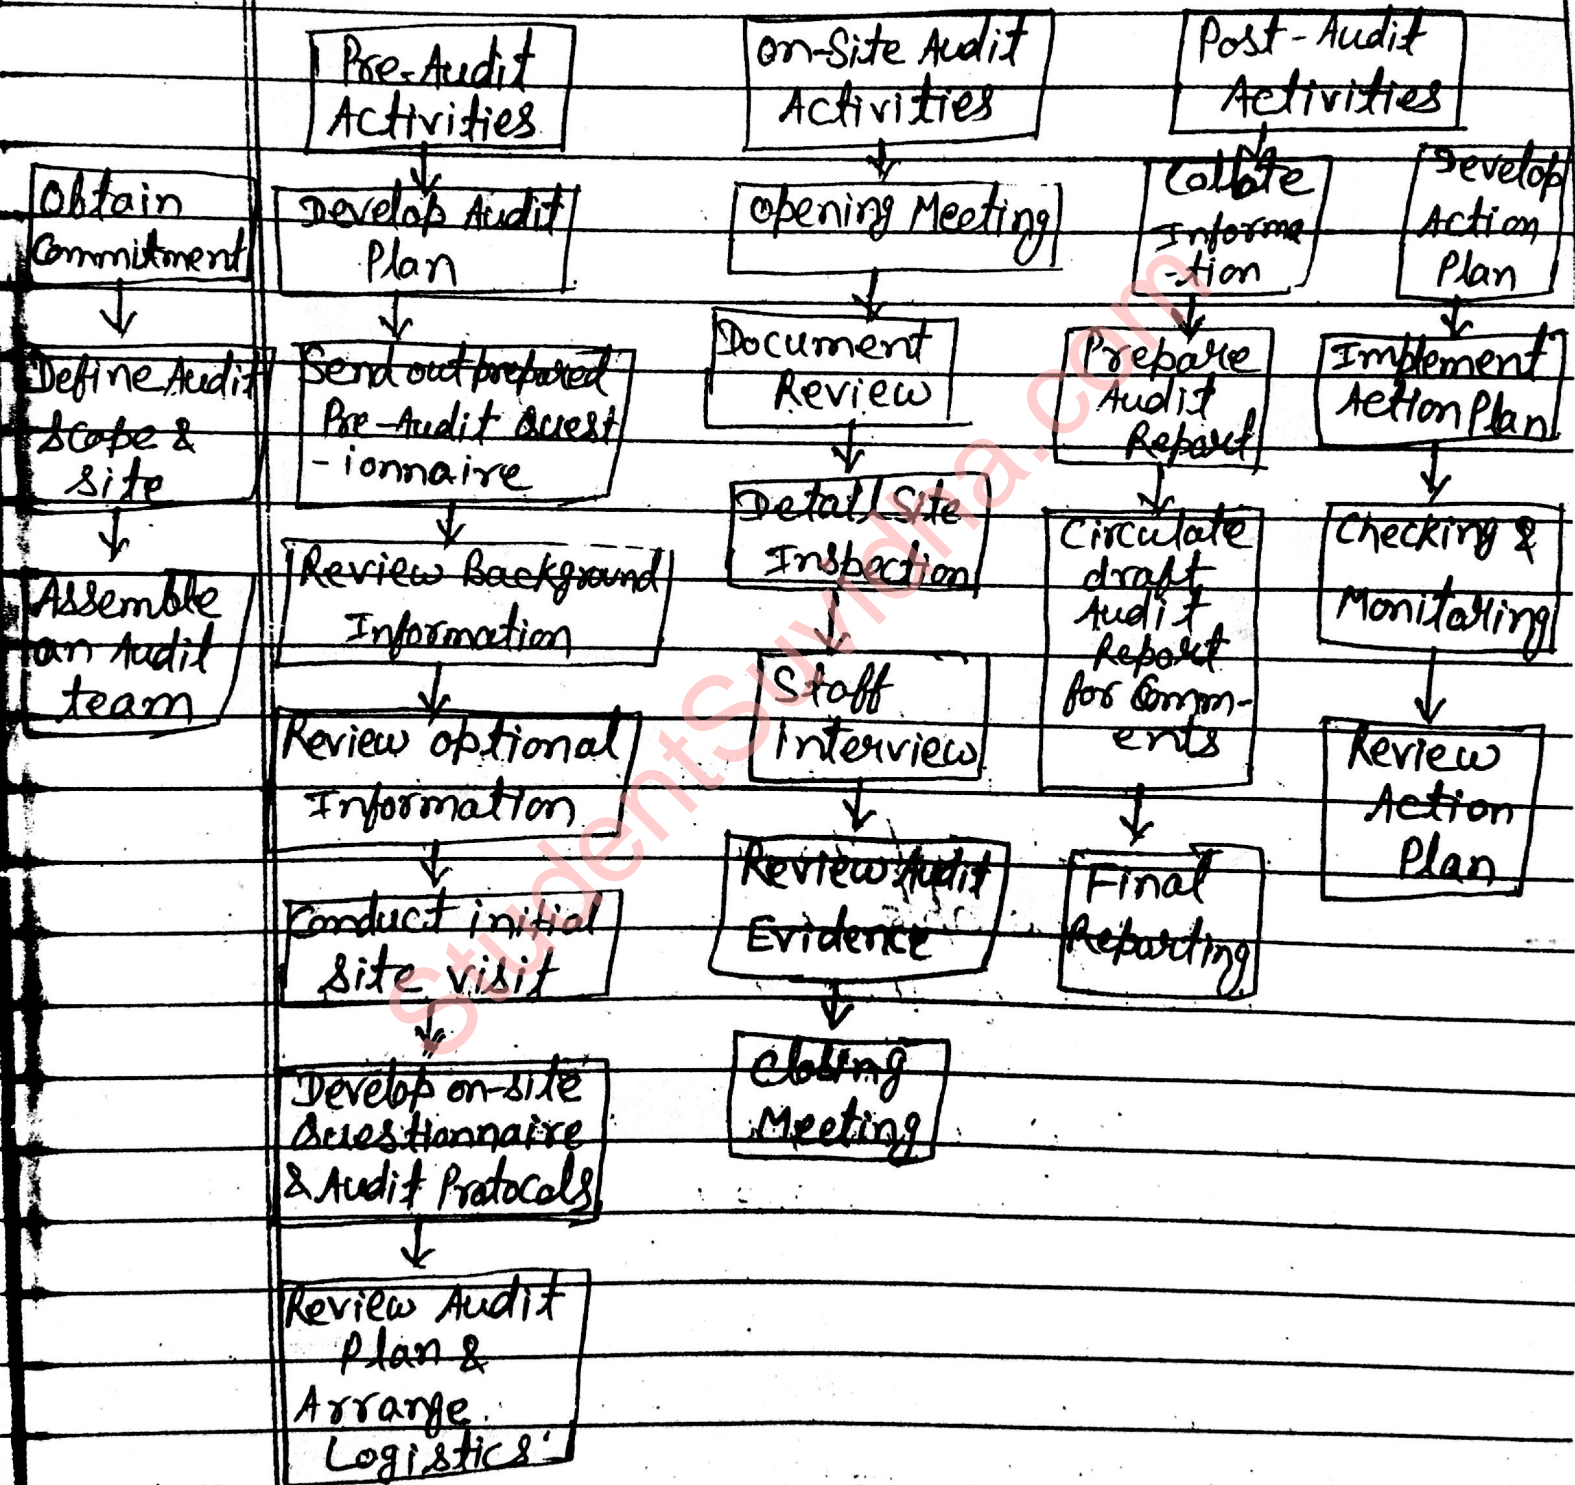 Pre-Audit
Activities
Develop Audit
Plan
Send out prepared
Pre-Audit Quest
-ionnaire
Review Background
Information
Review optional
Information
Conduct initial
site visit
Develop on-site
Questionnaire
& Audit Protocols
Review Audit
Plan &
Arrange
Logistics
Obtain
Commitment
Define Audit
scope &
site
Assemble
an Audit
team
On-Site Audit
Activities
Opening Meeting
Document
Review
Detail Site
Inspection
Staff
interview
Review Audit
Evidence
Closing
Meeting
Post-Audit
Activities
Collate
Informa
-tion
Prepare
Audit
Report
Circulate
draft
Audit
Report
for Comm-
ents
Final
Reporting
Develop
Action
Plan
Implement
Action Plan
Checking &
Monitoring
Review
Action
Plan
StudentSuvidha.com